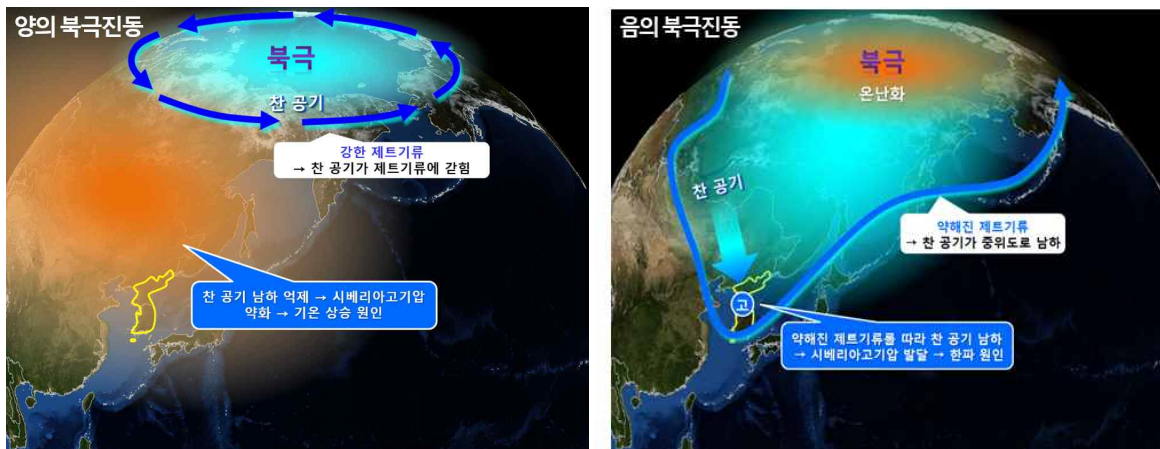 양의 북극진동
북극
찬 공기
강한 제트기류
→ 찬 공기가 제트기류에 갇힘
찬 공기 남하 억제 → 시베리아고기압
약화 → 기온 상승 원인
음의 북극진동
북극
온난화
찬 공기
약해진 제트기류
→ 찬 공기가 중위도로 남하
고
약해진 제트기류를 따라 찬 공기 남하
→ 시베리아고기압 발달 → 한파 원인